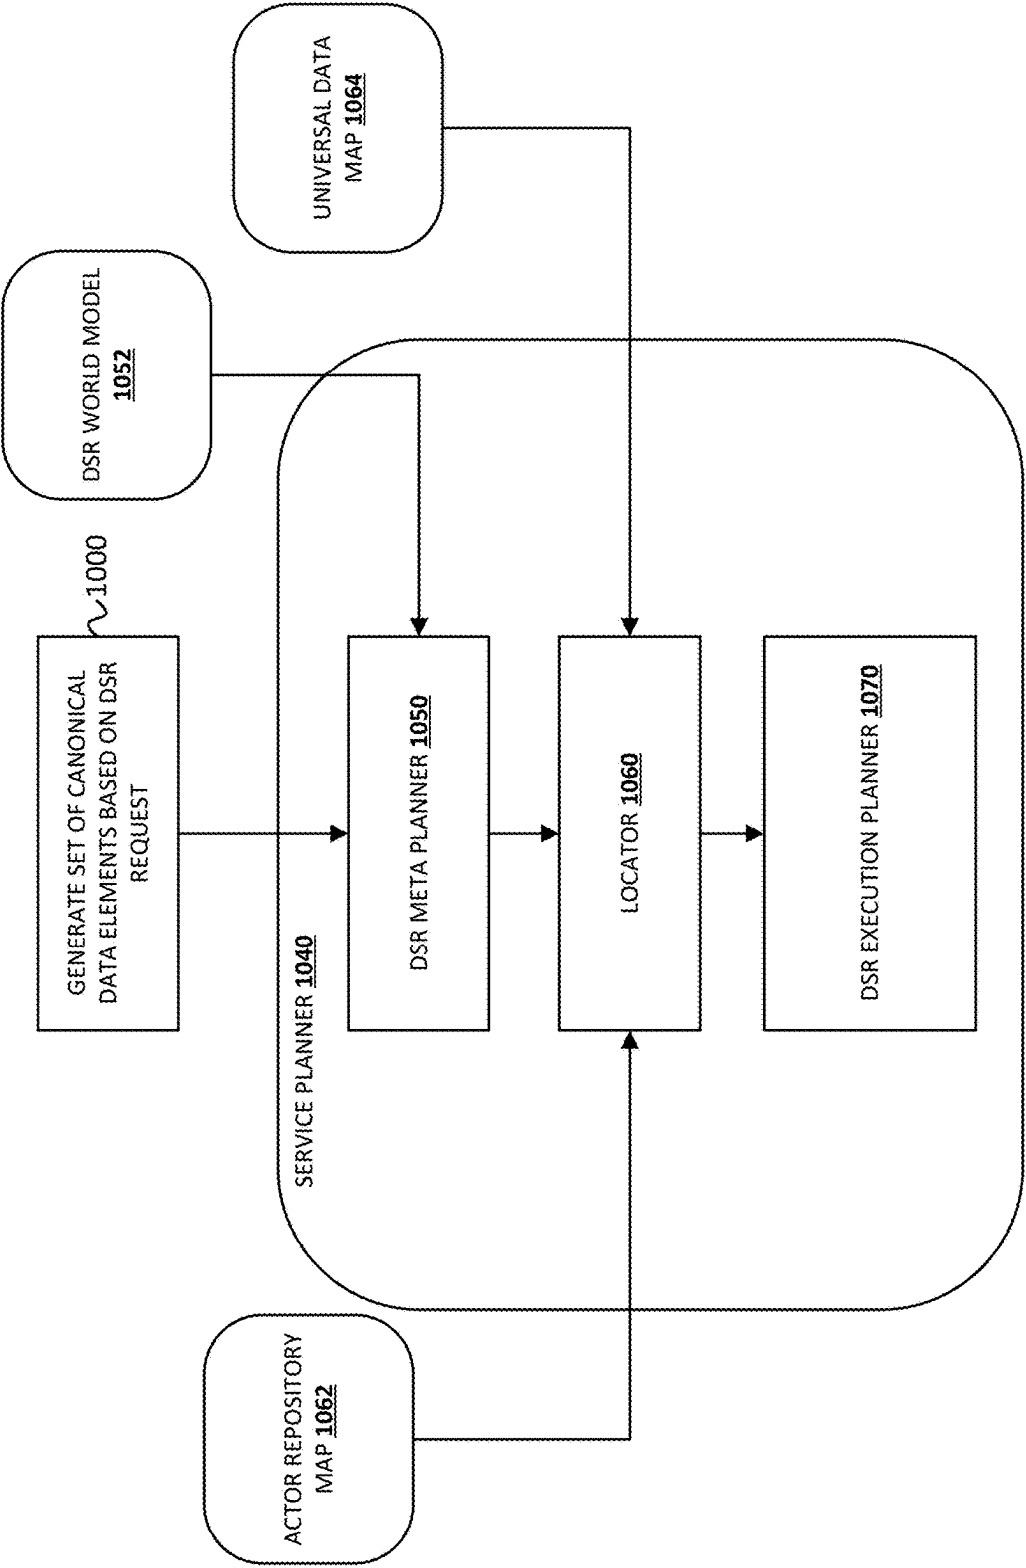 GENERATE SET OF CANONICAL
DATA ELEMENTS BASED ON DSR
REQUEST
1000
DSR WORLD MODEL
1052
UNIVERSAL DATA
MAP 1064
ACTOR REPOSITORY
MAP 1062
SERVICE PLANNER 1040
DSR META PLANNER 1050
LOCATOR 1060
DSR EXECUTION PLANNER 1070